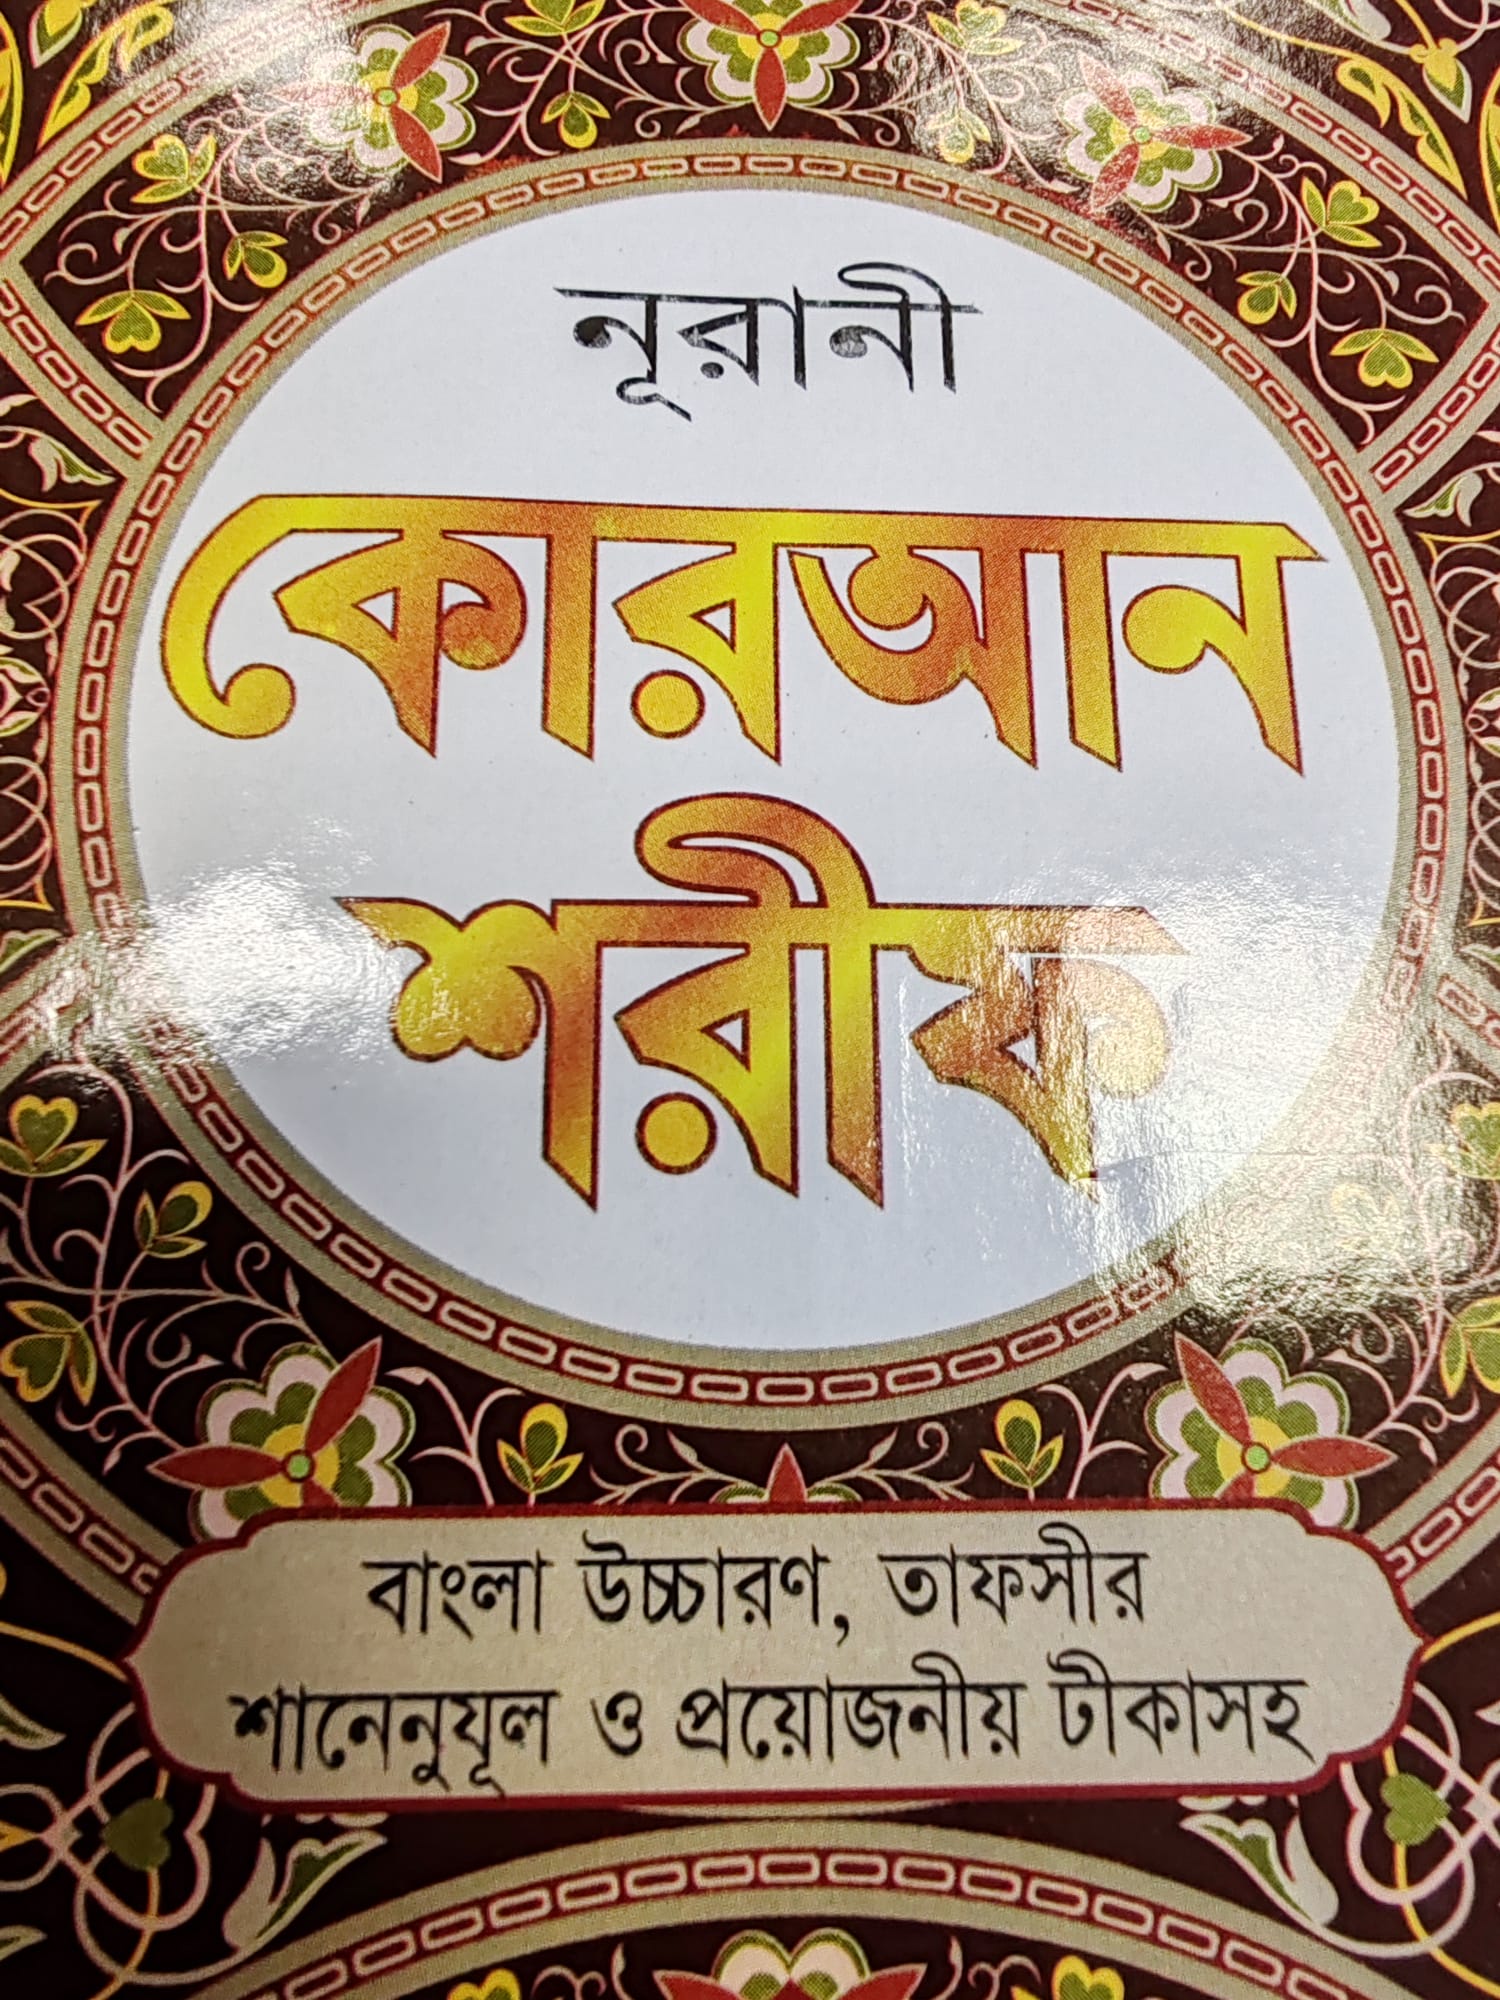 নূরানী
কোরআন
শরীফ
বাংলা উচ্চারণ, তাফসীর
শানেনুযূল ও প্রয়োজনীয় টীকাসহ